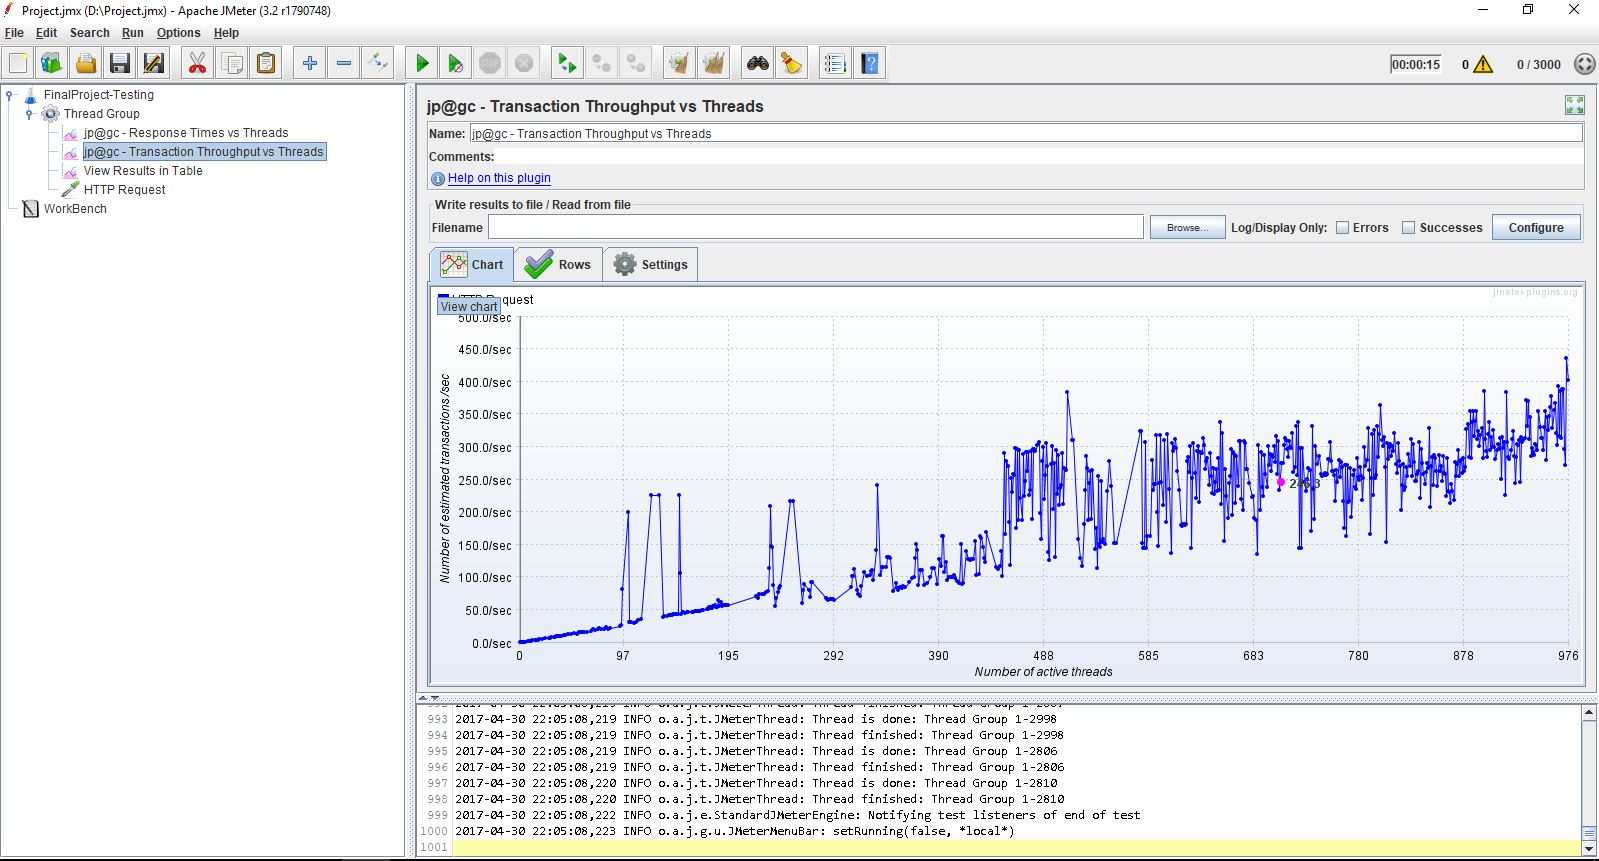 Project.jmx (D:\Project.jmx) - Apache JMeter (3.2 r1790748)
File Edit Search Run Options Help
STOP
00:00:15 0 0 / 3000
FinalProject-Testing
Thread Group
jp@gc - Response Times vs Threads
jp@gc - Transaction Throughput vs Threads
View Results in Table
HTTP Request
WorkBench
jp@gc - Transaction Throughput vs Threads
Name: jp@gc - Transaction Throughput vs Threads
Comments:
Help on this plugin
Write results to file / Read from file
Filename Browse... Log/Display Only: Errors Successes Configure
Chart Rows Settings
jmeter-plugins.org
View chart
500.0/sec
450.0/sec
400.0/sec
350.0/sec
300.0/sec
250.0/sec
200.0/sec
150.0/sec
100.0/sec
50.0/sec
0.0/sec
Number of estimated transactions /sec
0 97 195 292 390 488 585 683 780 878 976
Number of active threads
993 2017-04-30 22:05:08,219 INFO o.a.j.t.JMeterThread: Thread is done: Thread Group 1-2998
994 2017-04-30 22:05:08,219 INFO o.a.j.t.JMeterThread: Thread finished: Thread Group 1-2998
995 2017-04-30 22:05:08,219 INFO o.a.j.t.JMeterThread: Thread is done: Thread Group 1-2806
996 2017-04-30 22:05:08,219 INFO o.a.j.t.JMeterThread: Thread finished: Thread Group 1-2806
997 2017-04-30 22:05:08,220 INFO o.a.j.t.JMeterThread: Thread is done: Thread Group 1-2810
998 2017-04-30 22:05:08,220 INFO o.a.j.t.JMeterThread: Thread finished: Thread Group 1-2810
999 2017-04-30 22:05:08,222 INFO o.a.j.e.StandardJMeterEngine: Notifying test listeners of end of test
1000 2017-04-30 22:05:08,223 INFO o.a.j.g.u.JMeterMenuBar: setRunning(false, *local*)
1001